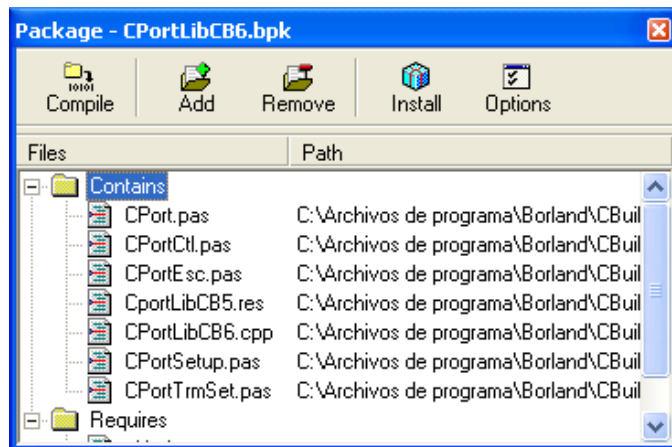 Package - CPortLibCB6.bpk
Compile Add Remove Install Options
Files Path
Contains
CPort.pas C:\Archivos de programa\Borland\CBuil
CPortCtl.pas C:\Archivos de programa\Borland\CBuil
CPortEsc.pas C:\Archivos de programa\Borland\CBuil
CportLibCB5.res C:\Archivos de programa\Borland\CBuil
CPortLibCB6.cpp C:\Archivos de programa\Borland\CBuil
CPortSetup.pas C:\Archivos de programa\Borland\CBuil
CPortTrmSet.pas C:\Archivos de programa\Borland\CBuil
Requires